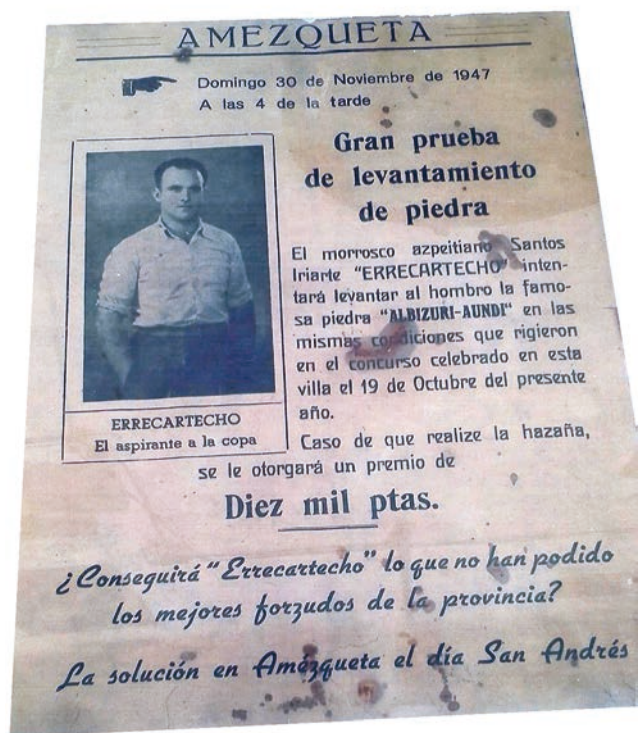 AMEZQUETA
Domingo 30 de Noviembre de 1947
A las 4 de la tarde
Gran prueba
de levantamiento
de piedra
El morrosco azpeitiano Santos
Iriarte "ERRECARTECHO" inten-
tará levantar al hombro la famo-
sa piedra "ALBIZURI-AUNDI" en las
mismas condiciones que rigieron
en el concurso celebrado en esta
villa el 19 de Octubre del presente
año.
ERRECARTECHO
El aspirante a la copa
Caso de que realize la hazaña,
se le otorgará un premio de
Diez mil ptas.
¿Conseguirá "Errecartecho" lo que no han podido
los mejores forzudos de la provincia?
La solución en Amézqueta el día San Andrés